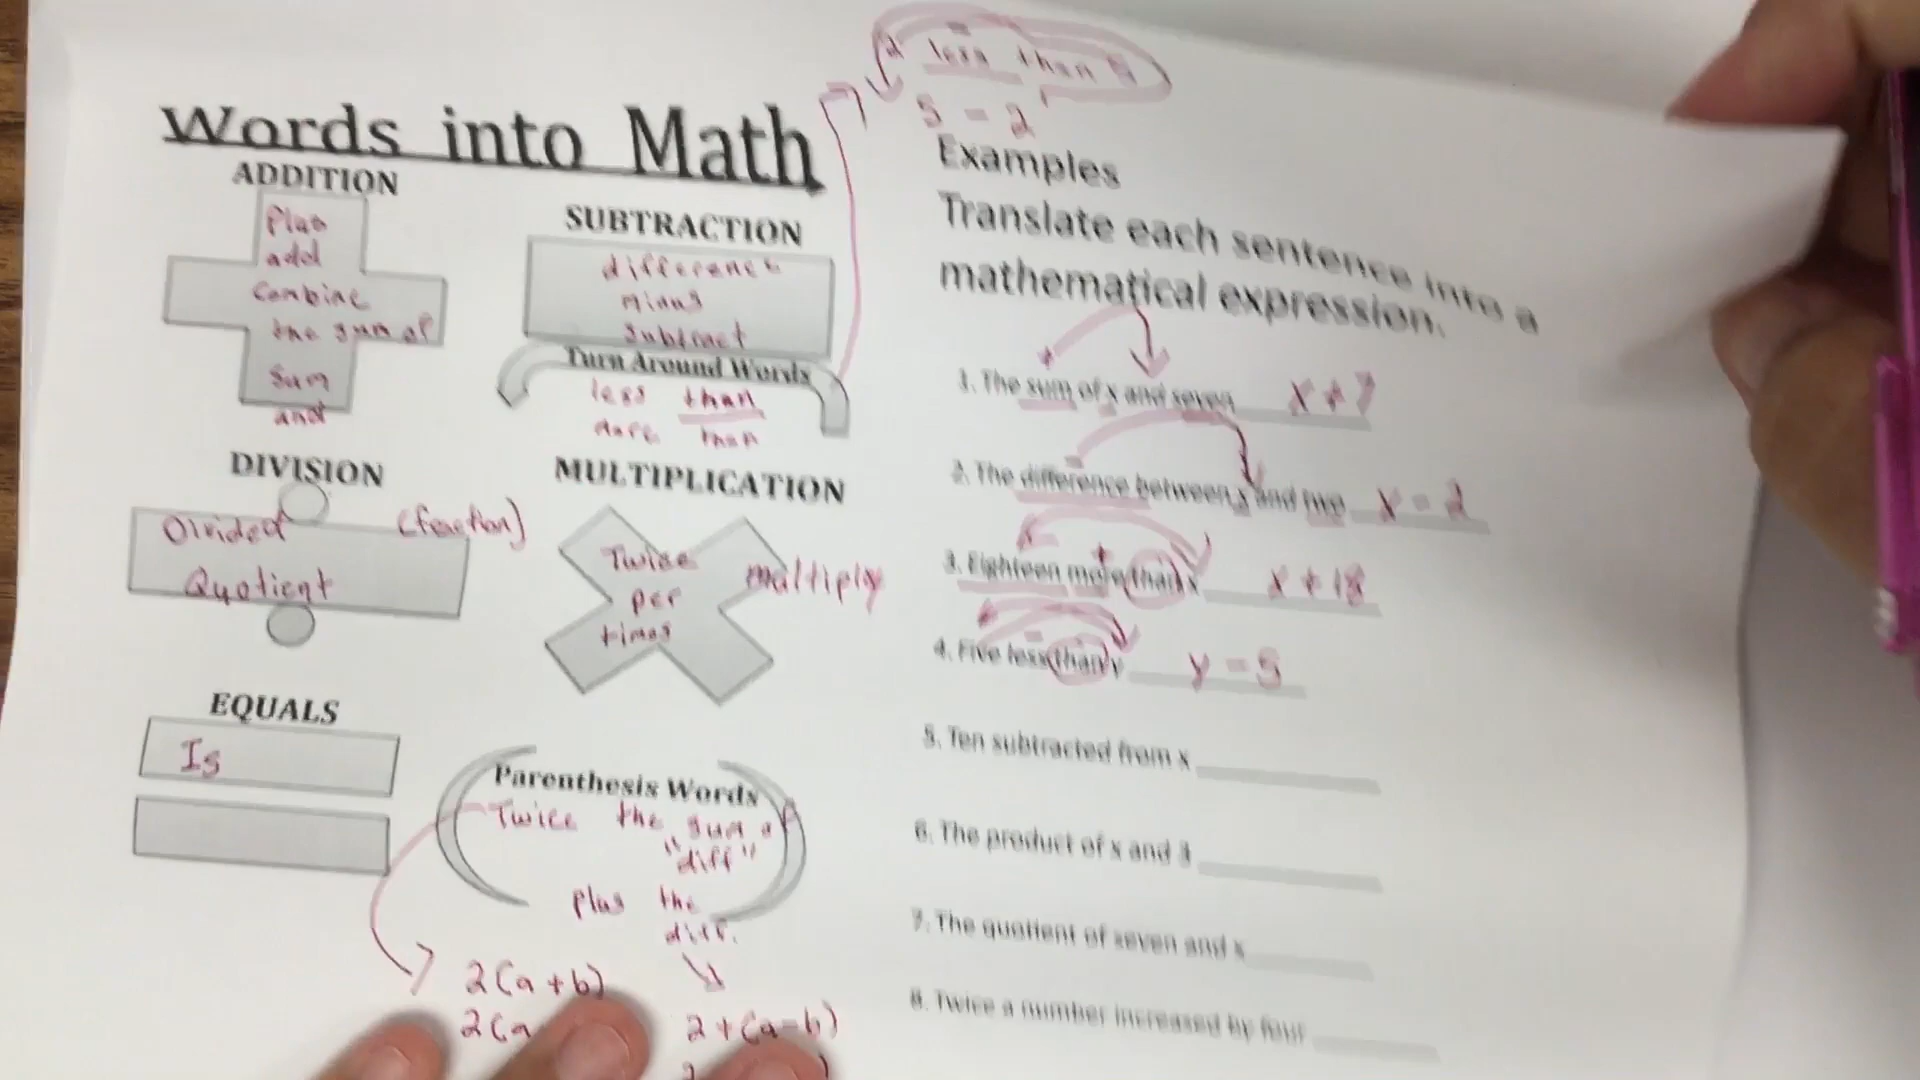 2 less than 5
5 - 2
Words into Math
ADDITION
Plus
add
Combine
the sum of
Sum
and
SUBTRACTION
difference
minus
subtract
Turn Around Words
less than
more than
DIVISION
Divided (fraction)
Quotient
MULTIPLICATION
Twice
per
times
multiply
EQUALS
Is
Parenthesis Words
Twice the sum of
"diff"
plus the
diff.
2(a+b)
2(a
2+(a-b)
Examples
Translate each sentence into a
mathematical expression.
1. The sum of x and seven x + 7
2. The difference between x and two x - 2
3. Eighteen more than x x + 18
4. Five less than y y - 5
5. Ten subtracted from x
6. The product of x and 3
7. The quotient of seven and x
8. Twice a number increased by four